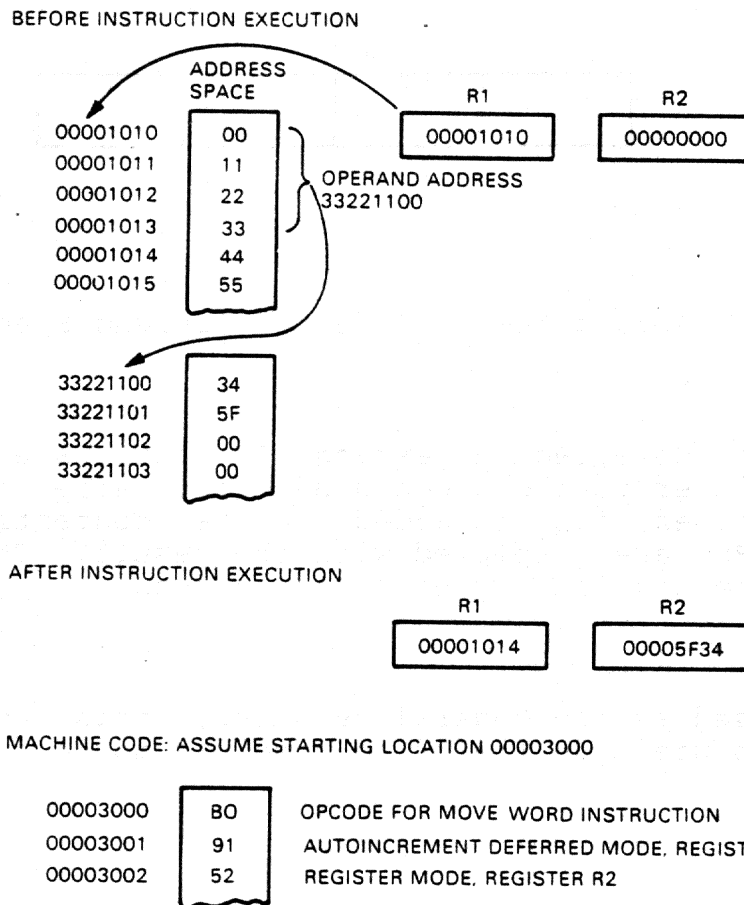 BEFORE INSTRUCTION EXECUTION
ADDRESS
SPACE
R1 R2
00001010 00 00001010 00000000
00001011 11
OPERAND ADDRESS
00001012 22
33221100
00001013 33
00001014 44
00001015 55
33221100 34
33221101 5F
33221102 00
33221103 00
AFTER INSTRUCTION EXECUTION
R1 R2
00001014 00005F34
MACHINE CODE: ASSUME STARTING LOCATION 00003000
00003000 B0 OPCODE FOR MOVE WORD INSTRUCTION
00003001 91 AUTOINCREMENT DEFERRED MODE, REGIST
00003002 52 REGISTER MODE, REGISTER R2